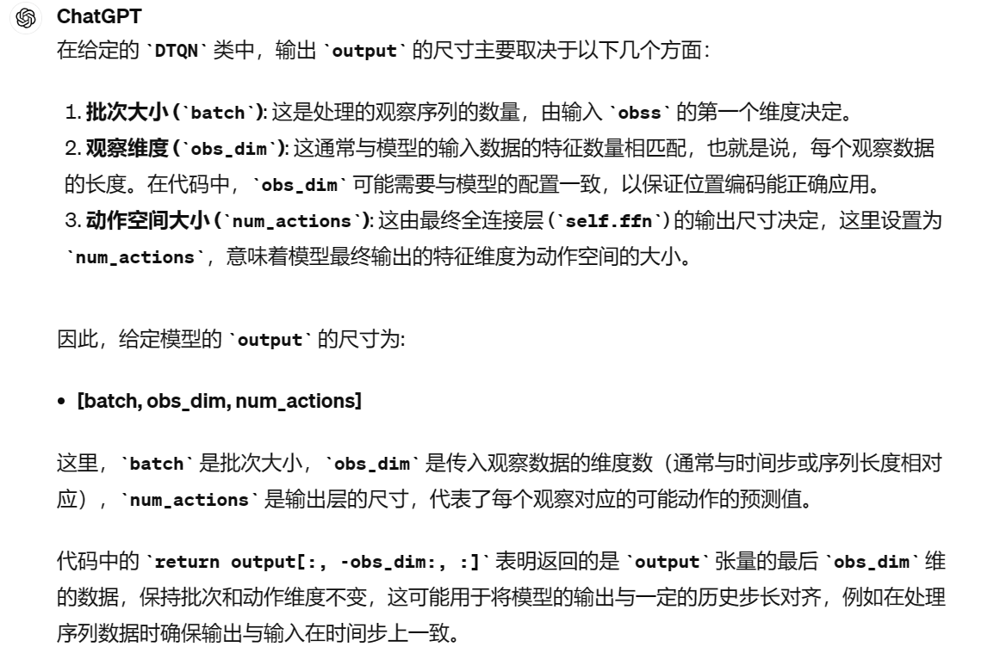 ChatGPT
在给定的 `DTQN` 类中，输出 `output` 的尺寸主要取决于以下几个方面：
1. 批次大小 (`batch`): 这是处理的观察序列的数量，由输入 `obss` 的第一个维度决定。
2. 观察维度 (`obs_dim`): 这通常与模型的输入数据的特征数量相匹配，也就是说，每个观察数据
的长度。在代码中，`obs_dim` 可能需要与模型的配置一致，以保证位置编码能正确应用。
3. 动作空间大小 (`num_actions`): 这由最终全连接层 (`self.ffn`) 的输出尺寸决定，这里设置为
`num_actions`，意味着模型最终输出的特征维度为动作空间的大小。
因此，给定模型的 `output` 的尺寸为:
• [batch, obs_dim, num_actions]
这里，`batch` 是批次大小，`obs_dim` 是传入观察数据的维度数（通常与时间步或序列长度相对
应），`num_actions` 是输出层的尺寸，代表了每个观察对应的可能动作的预测值。
代码中的 `return output[:, -obs_dim:, :]` 表明返回的是 `output` 张量的最后 `obs_dim` 维
的数据，保持批次和动作维度不变，这可能用于将模型的输出与一定的历史步长对齐，例如在处理
序列数据时确保输出与输入在时间步上一致。